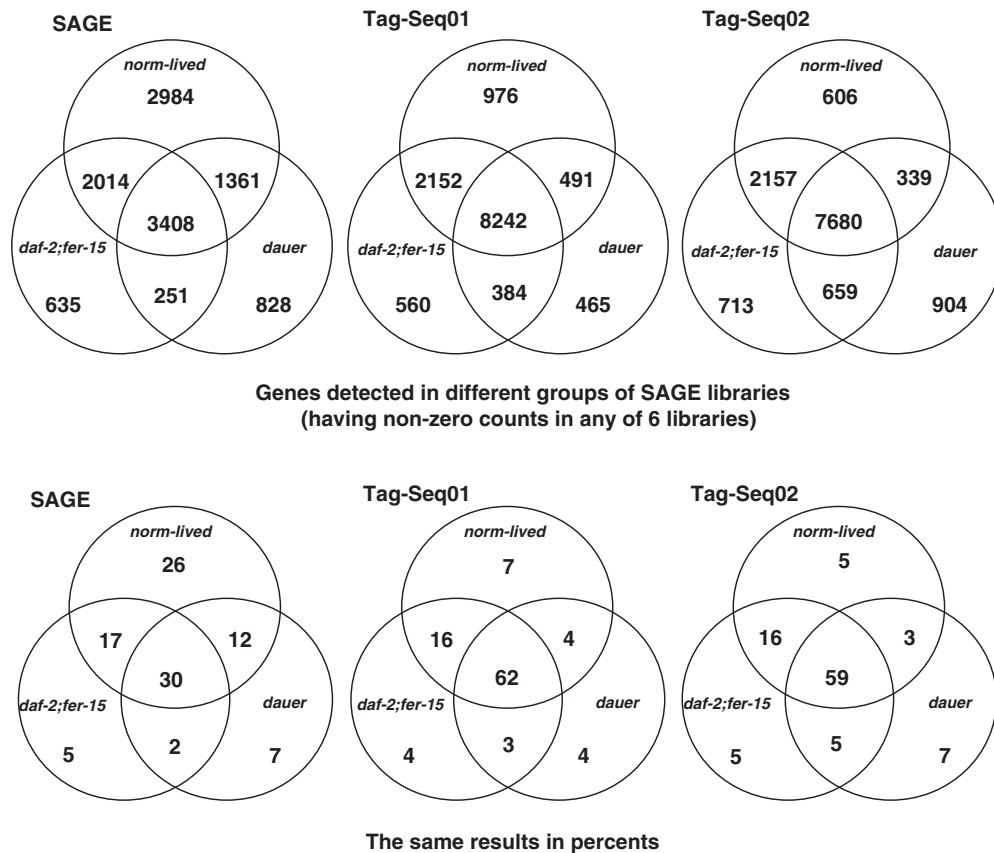 SAGE
Tag-Seq01
Tag-Seq02
norm-lived
norm-lived
norm-lived
2984
976
606
2014
1361
2152
491
2157
339
3408
8242
7680
daf-2;fer-15
dauer
daf-2;fer-15
dauer
daf-2;fer-15
dauer
635
251
828
560
384
465
713
659
904
Genes detected in different groups of SAGE libraries
(having non-zero counts in any of 6 libraries)
SAGE
Tag-Seq01
Tag-Seq02
norm-lived
norm-lived
norm-lived
26
7
5
17
12
16
4
16
3
30
62
59
daf-2;fer-15
dauer
daf-2;fer-15
dauer
daf-2;fer-15
dauer
5
2
7
4
3
4
5
5
7
The same results in percents